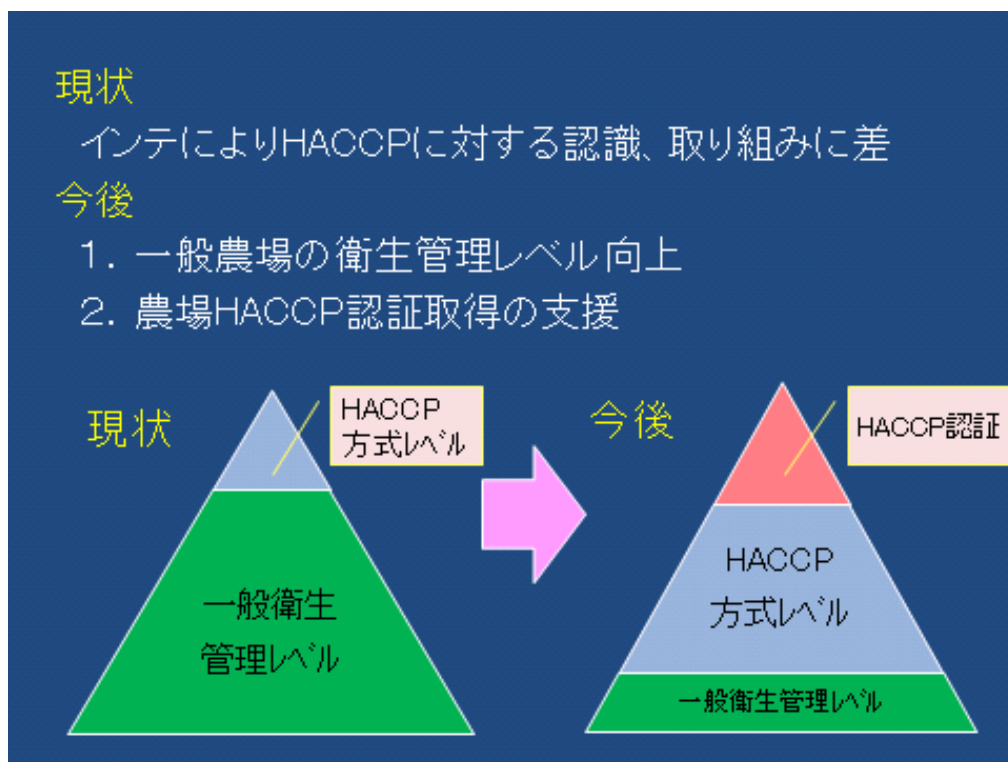 現状
インテによりHACCPに対する認識、取り組みに差
今後
1．一般農場の衛生管理レベル向上
2．農場HACCP認証取得の支援
現状
HACCP
方式レベル
一般衛生
管理レベル
今後
HACCP認証
HACCP
方式レベル
一般衛生管理レベル